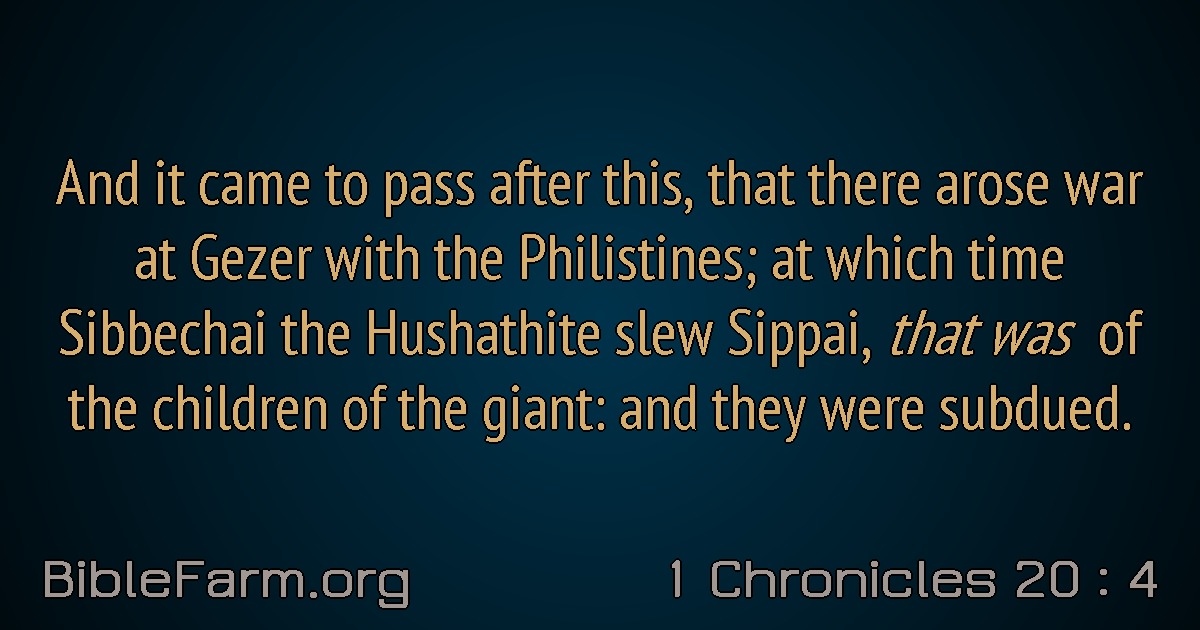 And it came to pass after this, that there arose war
at Gezer with the Philistines; at which time
Sibbechai the Hushathite slew Sippai, that was of
the children of the giant: and they were subdued.
BibleFarm.org
1 Chronicles 20 : 4